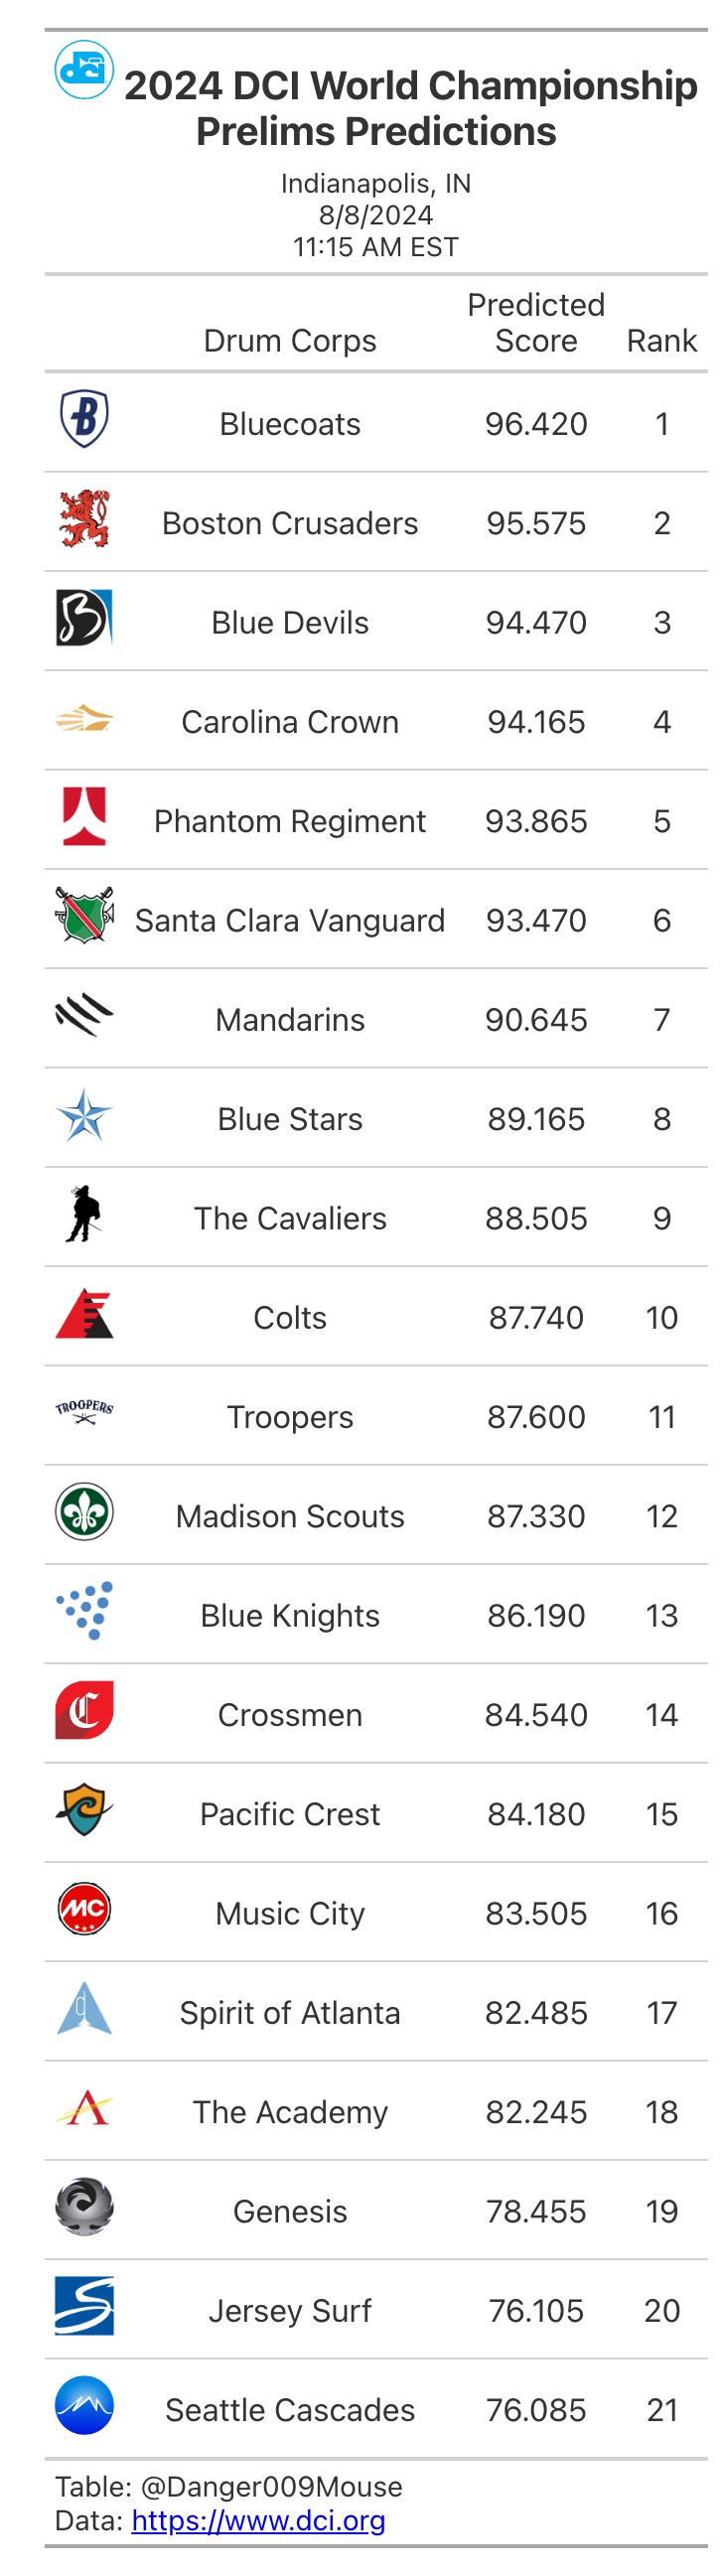 dci
2024 DCI World Championship
Prelims Predictions
Indianapolis, IN
8/8/2024
11:15 AM EST
Predicted
Drum Corps Score Rank
B Bluecoats 96.420 1
Boston Crusaders 95.575 2
B Blue Devils 94.470 3
Carolina Crown 94.165 4
Phantom Regiment 93.865 5
Santa Clara Vanguard 93.470 6
Mandarins 90.645 7
Blue Stars 89.165 8
The Cavaliers 88.505 9
Colts 87.740 10
TROOPERS Troopers 87.600 11
Madison Scouts 87.330 12
Blue Knights 86.190 13
C Crossmen 84.540 14
Pacific Crest 84.180 15
MC Music City 83.505 16
Spirit of Atlanta 82.485 17
A The Academy 82.245 18
Genesis 78.455 19
S Jersey Surf 76.105 20
Seattle Cascades 76.085 21
Table: @Danger009Mouse
Data: https://www.dci.org